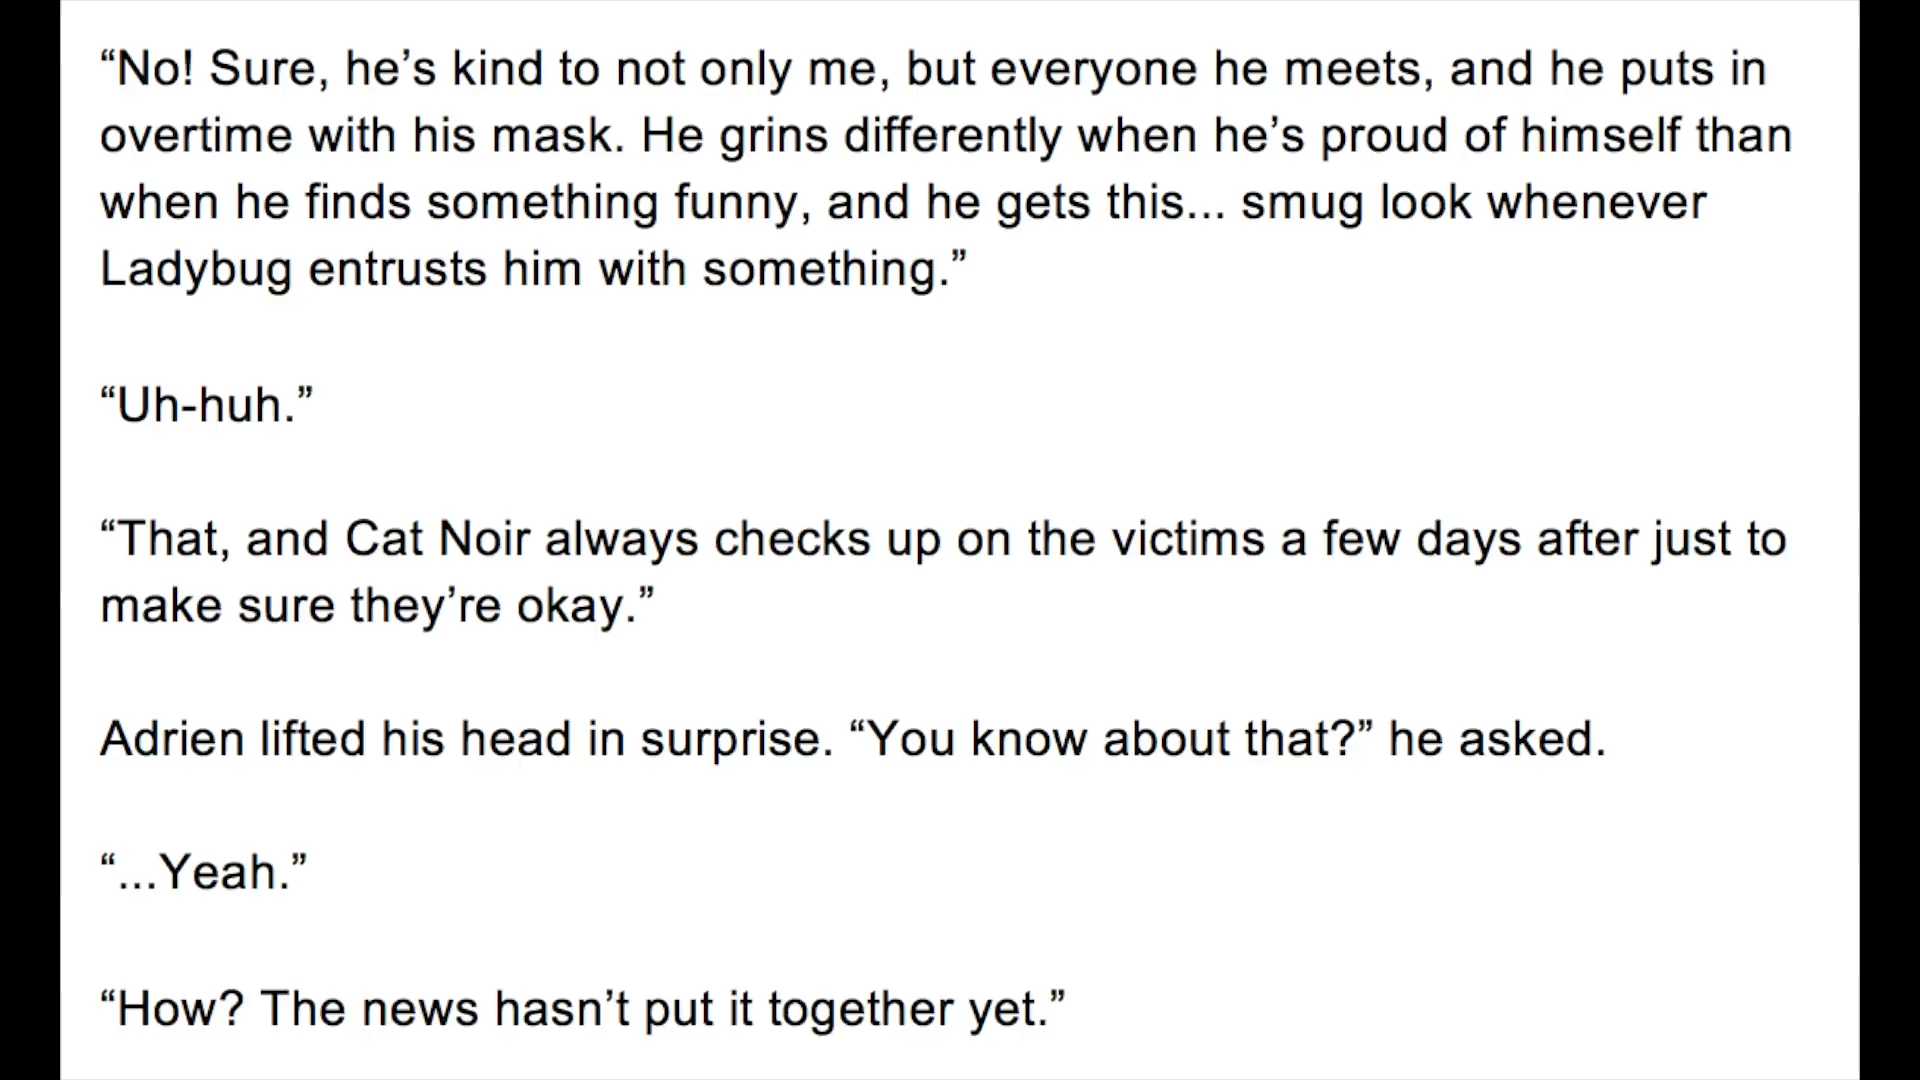 “No! Sure, he’s kind to not only me, but everyone he meets, and he puts in
overtime with his mask. He grins differently when he’s proud of himself than
when he finds something funny, and he gets this... smug look whenever
Ladybug entrusts him with something.”
“Uh-huh.”
“That, and Cat Noir always checks up on the victims a few days after just to
make sure they’re okay.”
Adrien lifted his head in surprise. “You know about that?” he asked.
“...Yeah.”
“How? The news hasn’t put it together yet.”